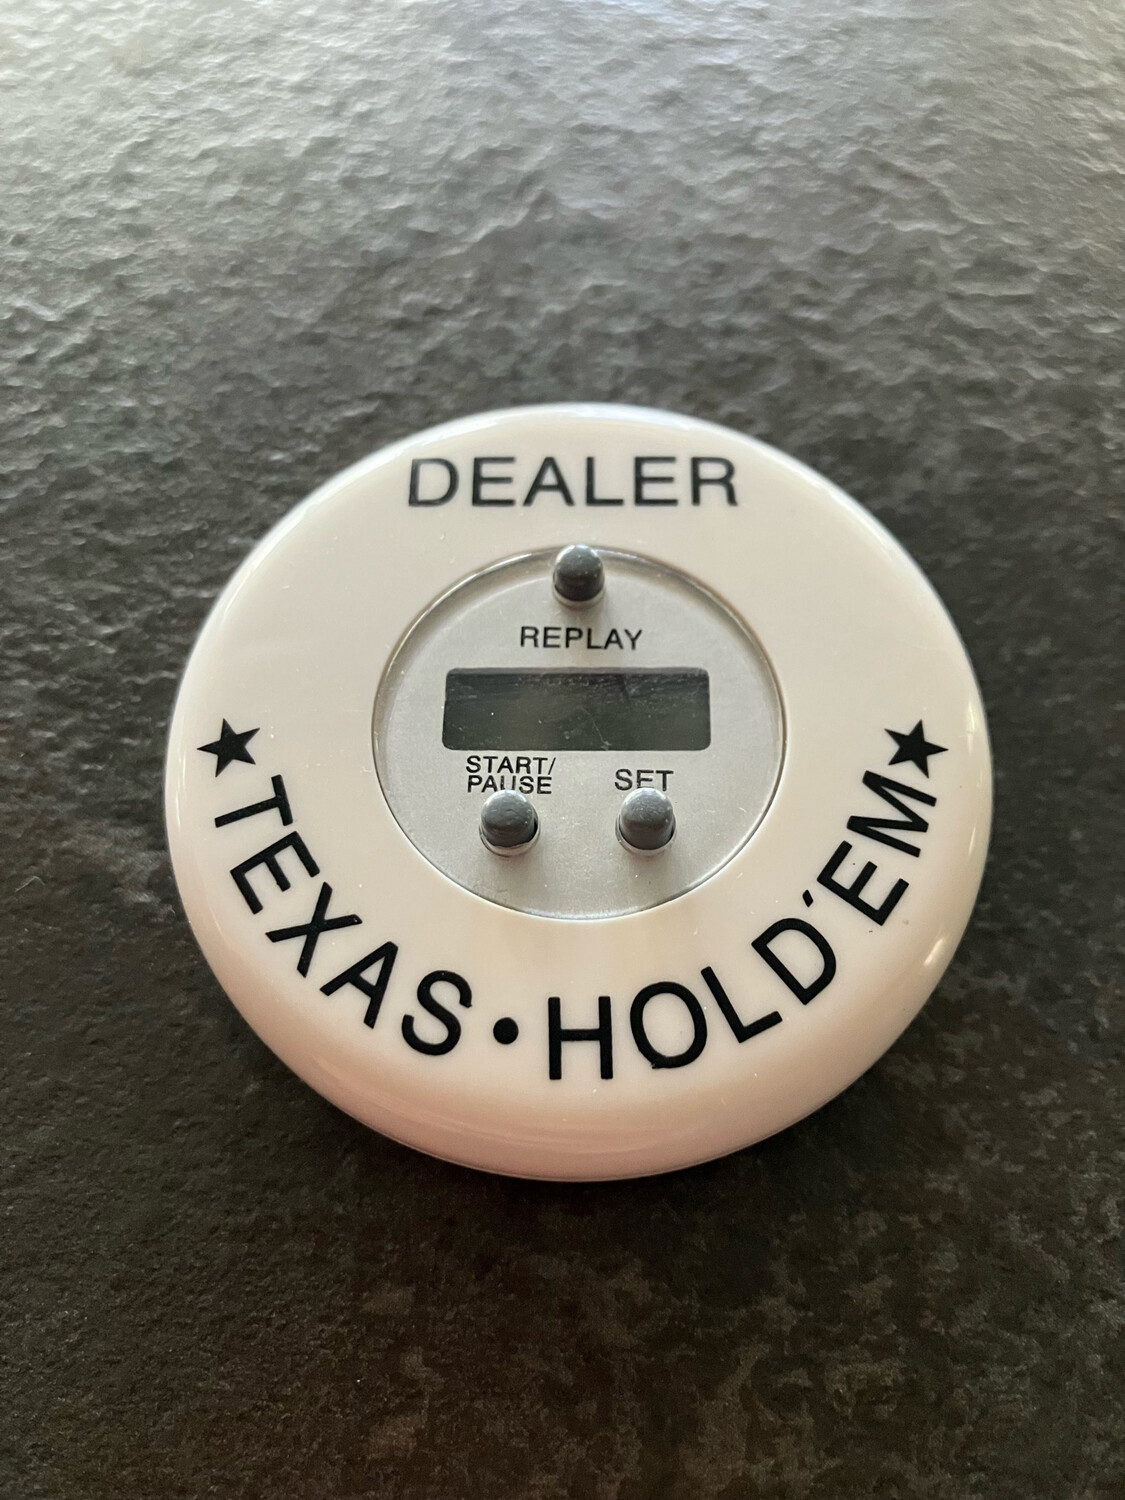 DEALER
REPLAY
START/
PAUSE
SET
★TEXAS•HOLD´EM★